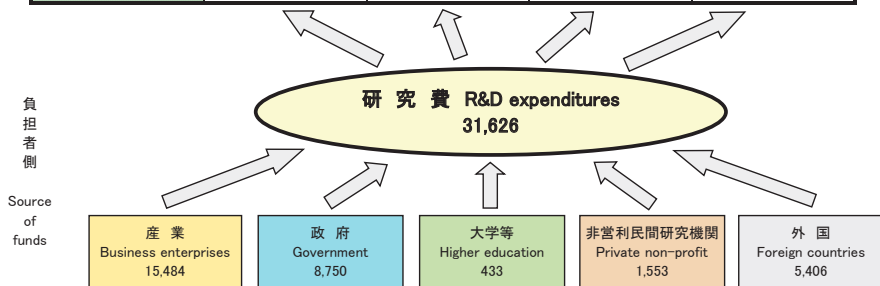 研 究 費 R&D expenditures
31,626
負
担
者
側
Source
of
funds
産 業
Business enterprises
15,484
政 府
Government
8,750
大学等
Higher education
433
非営利民間研究機関
Private non-profit
1,553
外 国
Foreign countries
5,406